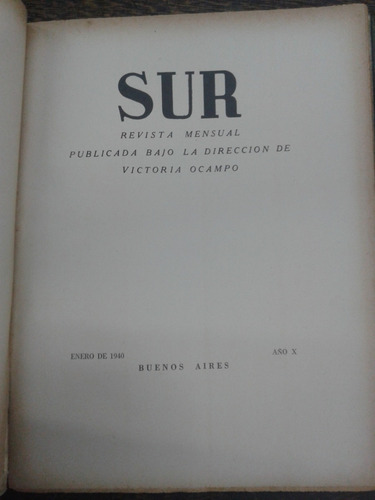 SUR
REVISTA MENSUAL
PUBLICADA BAJO LA DIRECCION DE
VICTORIA OCAMPO
ENERO DE 1940 AÑO X
BUENOS AIRES